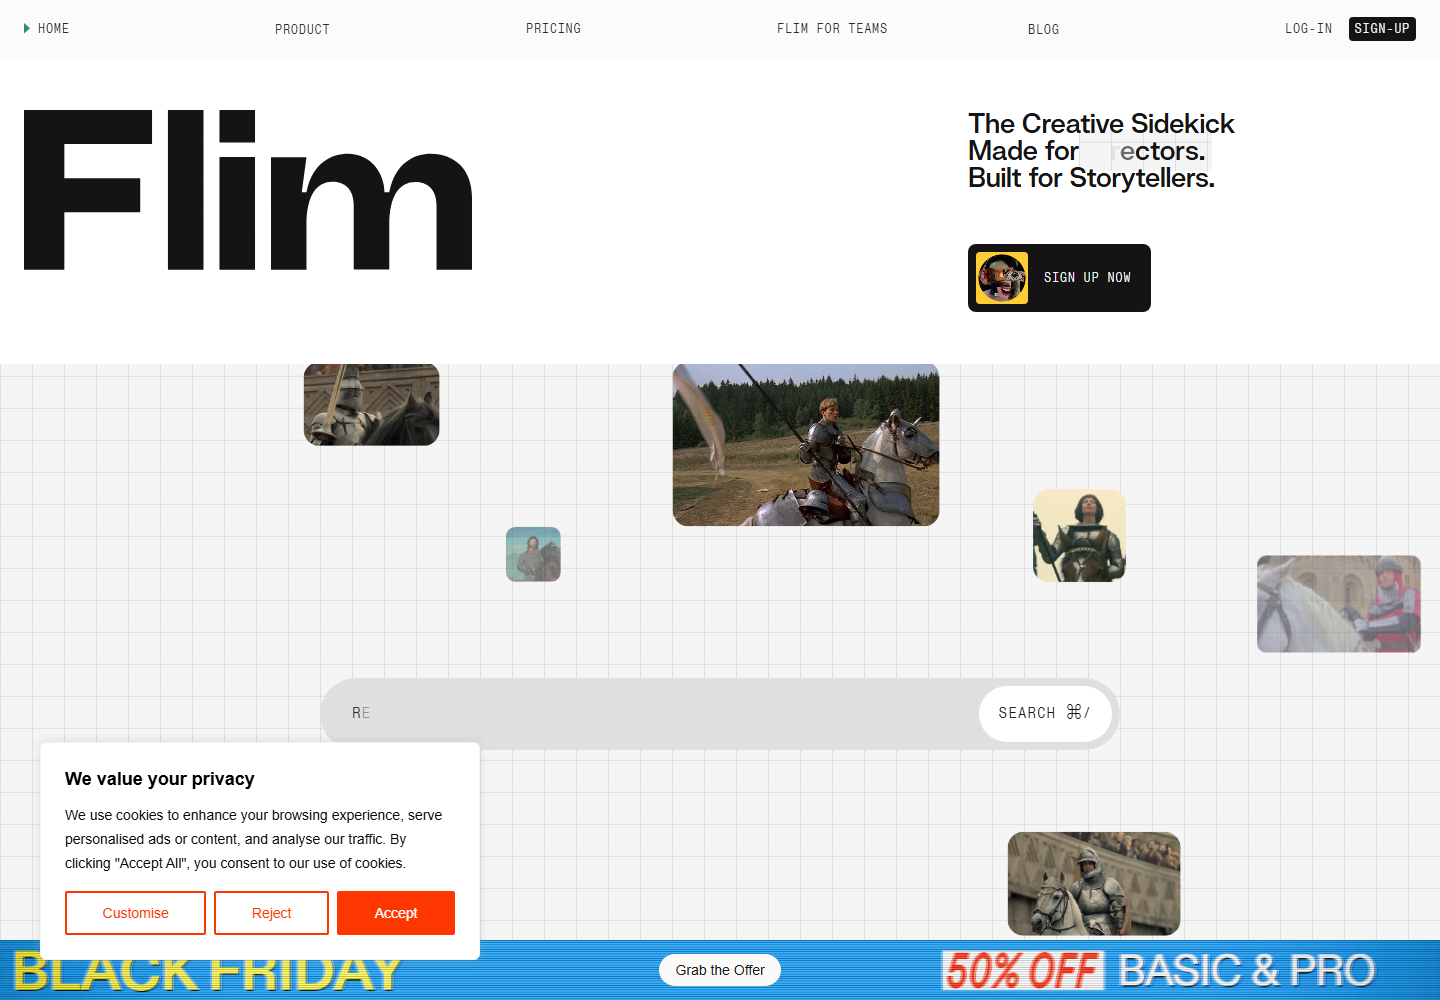 HOME
PRODUCT
PRICING
FLIM FOR TEAMS
BLOG
LOG-IN
SIGN-UP
Flim
The Creative Sidekick
Made for rectors.
Built for Storytellers.
SIGN UP NOW
RE
SEARCH ⌘/
We value your privacy
We use cookies to enhance your browsing experience, serve
personalised ads or content, and analyse our traffic. By
clicking "Accept All", you consent to our use of cookies.
Customise
Reject
Accept
BLACK FRIDAY
Grab the Offer
50% OFF BASIC & PRO